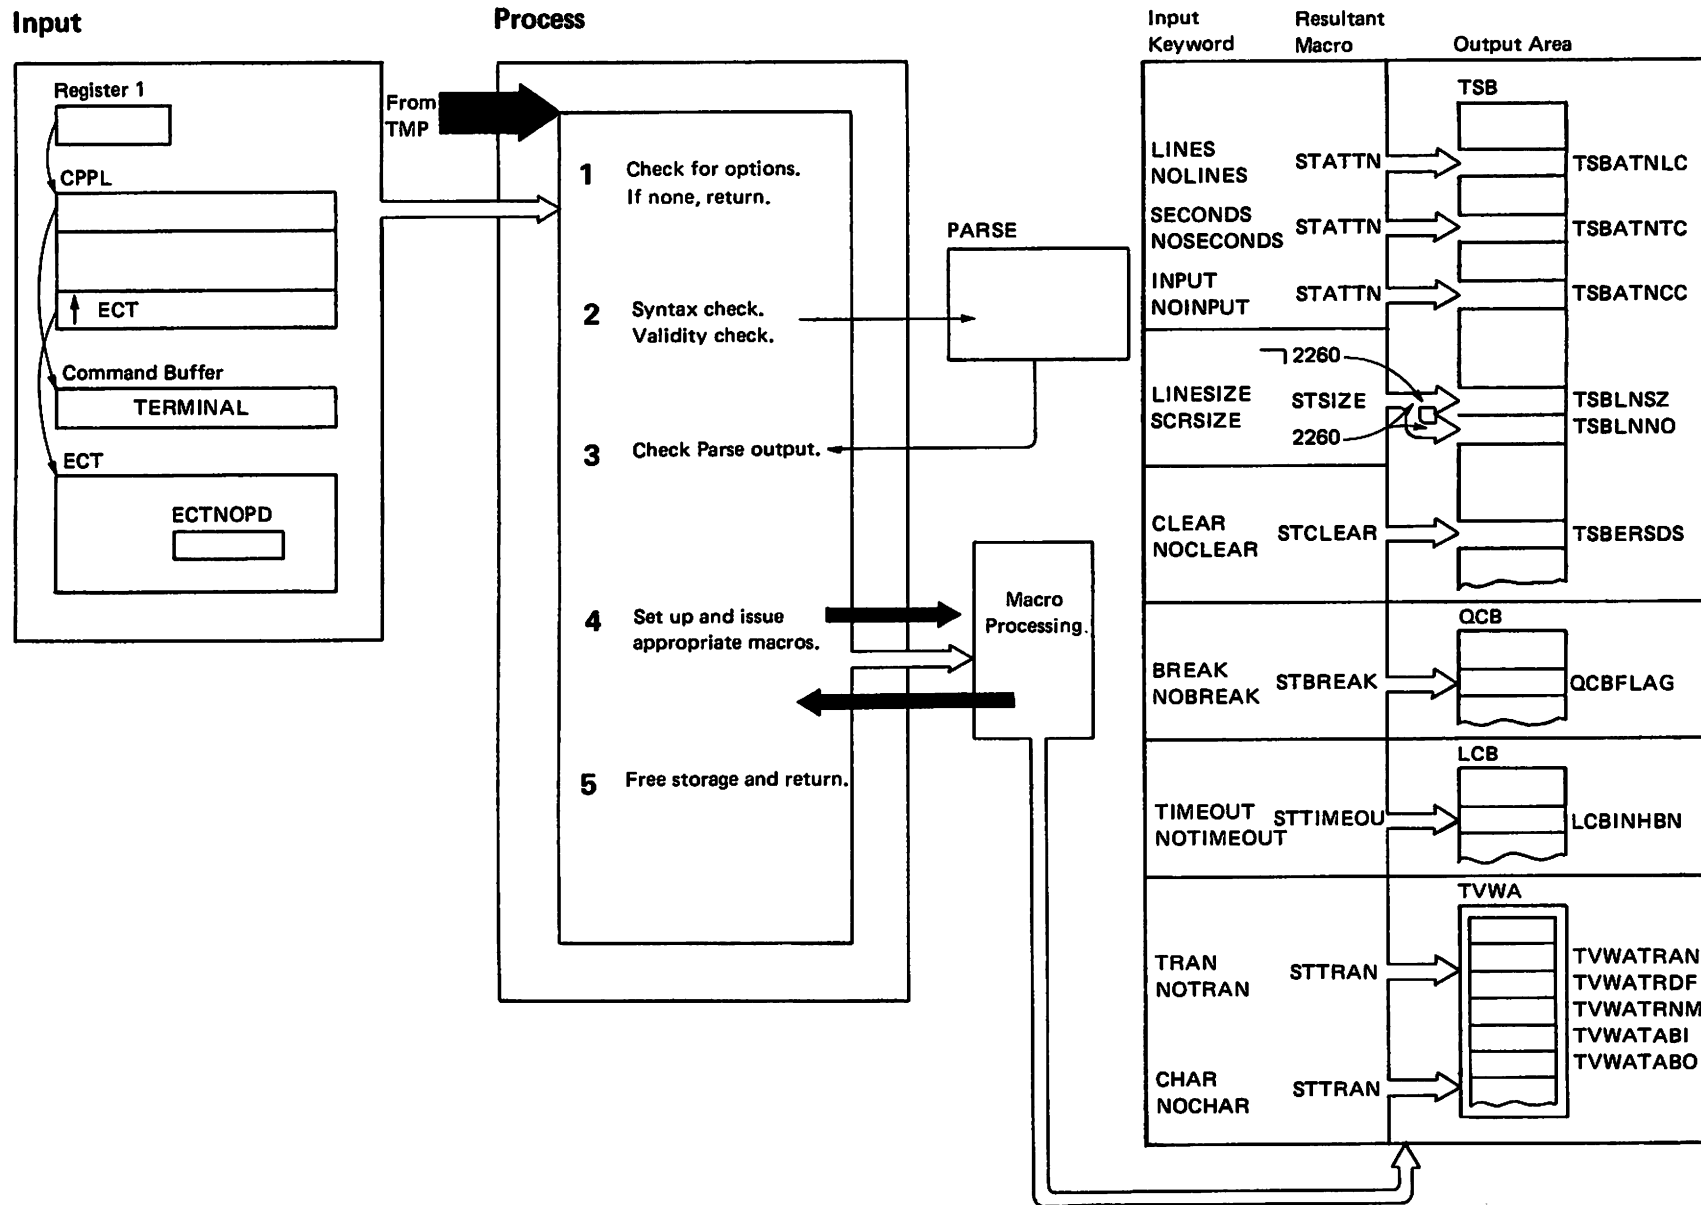 Input
Process
Input
Keyword
Resultant
Macro
Output Area
Register 1
CPPL
ECT
Command Buffer
TERMINAL
ECT
ECTNOPD
From
TMP
1 Check for options.
If none, return.
2 Syntax check.
Validity check.
3 Check Parse output.
4 Set up and issue
appropriate macros.
5 Free storage and return.
PARSE
Macro
Processing.
TSB
LINES
NOLINES
STATTN
TSBATNLC
SECONDS
NOSECONDS
STATTN
TSBATNTC
INPUT
NOINPUT
STATTN
TSBATNCC
¬ 2260
LINESIZE
SCRSIZE
STSIZE
2260
TSBLNSZ
TSBLNNO
CLEAR
NOCLEAR
STCLEAR
TSBERSDS
QCB
BREAK
NOBREAK
STBREAK
QCBFLAG
LCB
TIMEOUT
NOTIMEOUT
STTIMEOU
LCBINHBN
TVWA
TRAN
NOTRAN
STTRAN
TVWATRAN
TVWATRDF
TVWATRNM
TVWATABI
TVWATABO
CHAR
NOCHAR
STTRAN